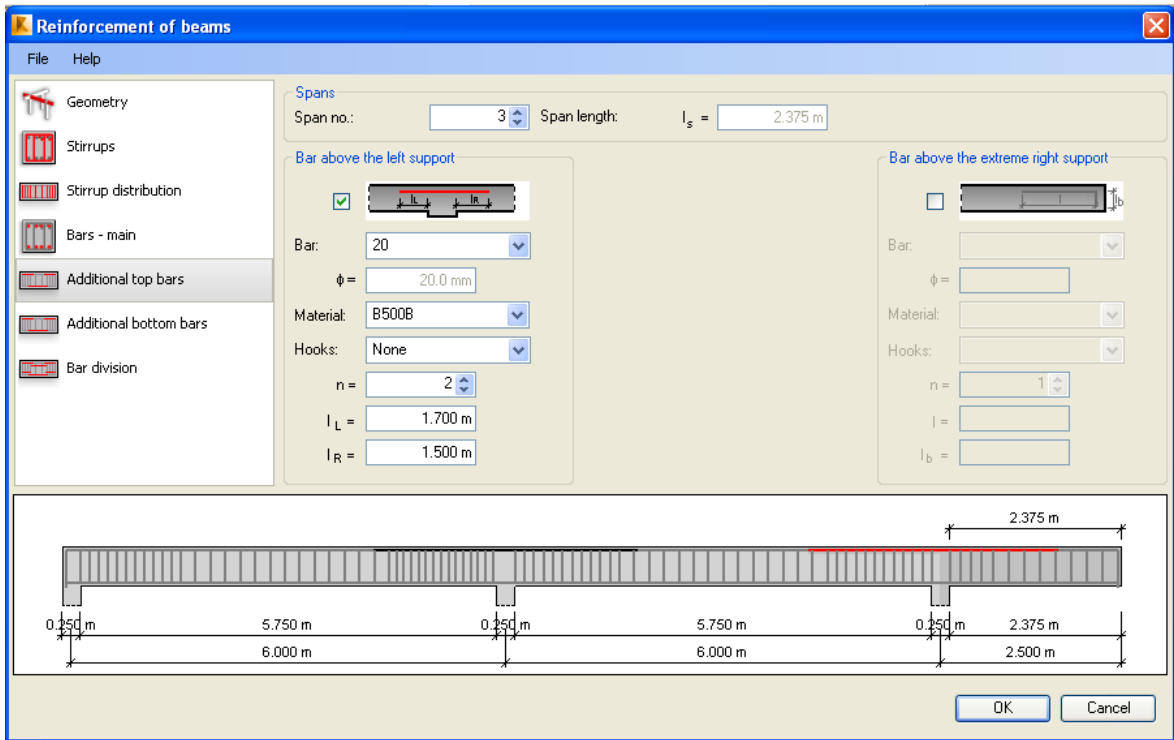 Reinforcement of beams
File Help
Geometry
Stirrups
Stirrup distribution
Bars - main
Additional top bars
Additional bottom bars
Bar division
Spans
Span no.: 3 Span length: l s = 2.375 m
Bar above the left support
l L l R
Bar: 20
ϕ = 20.0 mm
Material: B500B
Hooks: None
n = 2
l L = 1.700 m
l R = 1.500 m
Bar above the extreme right support
l l b
Bar:
ϕ =
Material:
Hooks:
n = 1
l =
l b =
2.375 m
0.250 m 5.750 m 0.250 m 5.750 m 0.250 m 2.375 m
6.000 m 6.000 m 2.500 m
OK Cancel